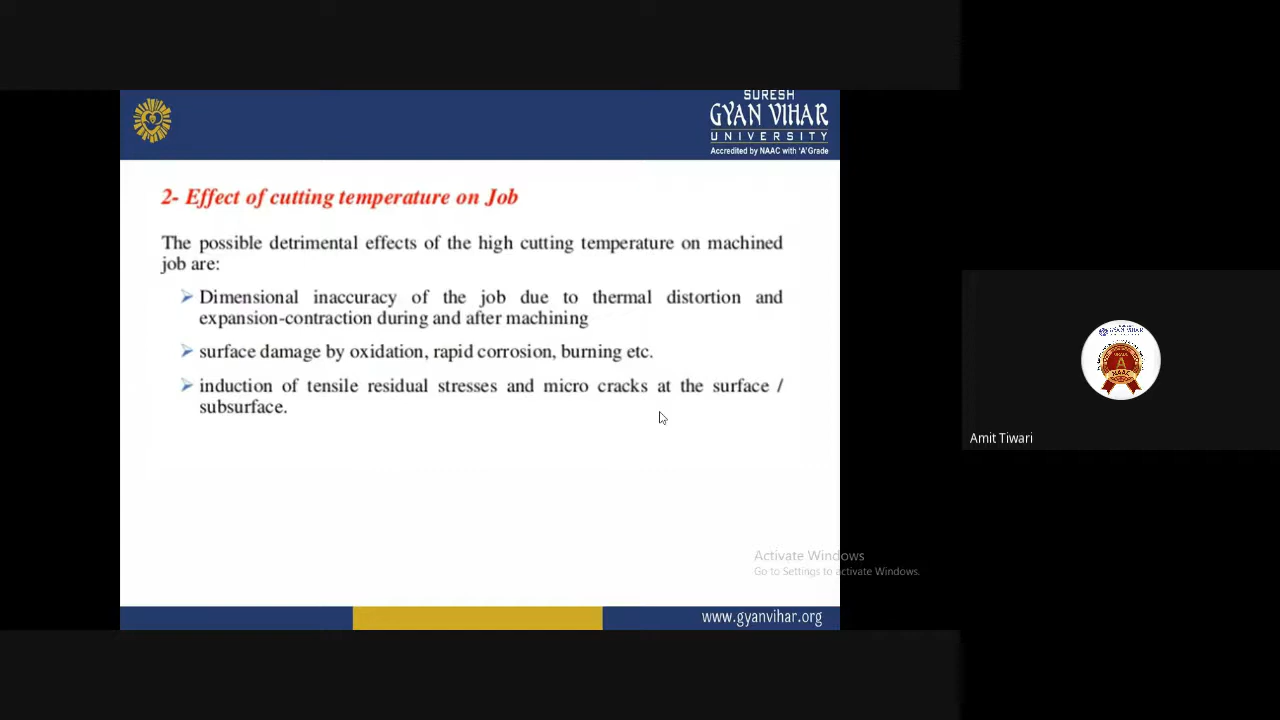 SURESH
GYAN VIHAR
UNIVERSITY
Accredited by NAAC with 'A' Grade
2- Effect of cutting temperature on Job
The possible detrimental effects of the high cutting temperature on machined
job are:
Dimensional inaccuracy of the job due to thermal distortion and
expansion-contraction during and after machining
surface damage by oxidation, rapid corrosion, burning etc.
induction of tensile residual stresses and micro cracks at the surface /
subsurface.
GYAN VIHAR
A
NAAC
Amit Tiwari
Activate Windows
Go to Settings to activate Windows.
www.gyanvihar.org